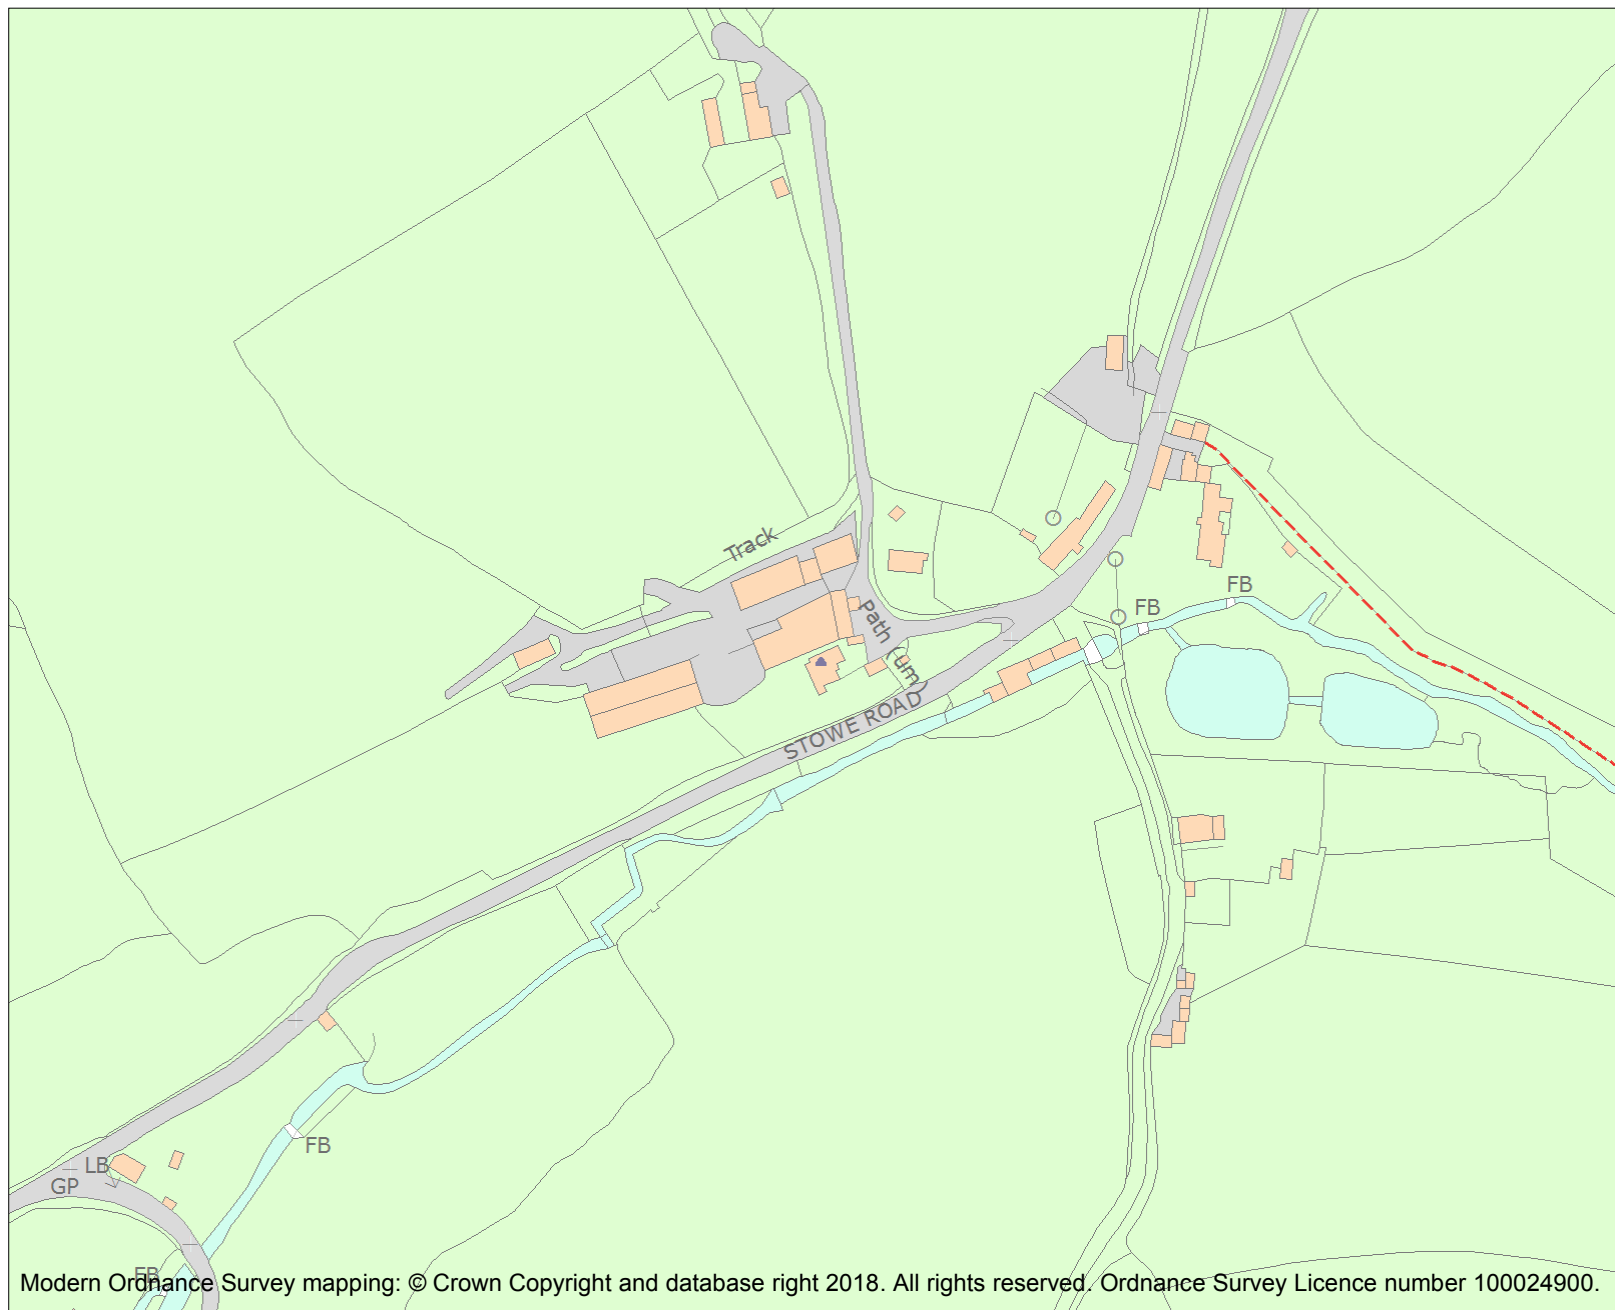 Track
FB
FB
Path (um)
STOWE ROAD
FB
LB
GP
FB
Modern Ordnance Survey mapping: © Crown Copyright and database right 2018. All rights reserved. Ordnance Survey Licence number 100024900.